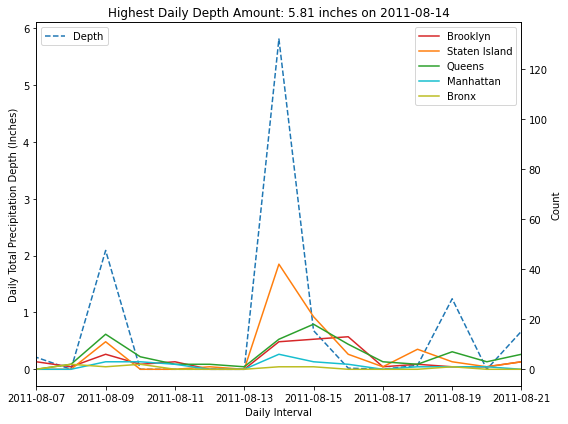 Highest Daily Depth Amount: 5.81 inches on 2011-08-14
Depth
Brooklyn
Staten Island
Queens
Manhattan
Bronx
6
5
4
3
2
1
0
Daily Total Precipitation Depth (Inches)
120
100
80
60
40
20
0
Count
2011-08-07
2011-08-09
2011-08-11
2011-08-13
2011-08-15
2011-08-17
2011-08-19
2011-08-21
Daily Interval